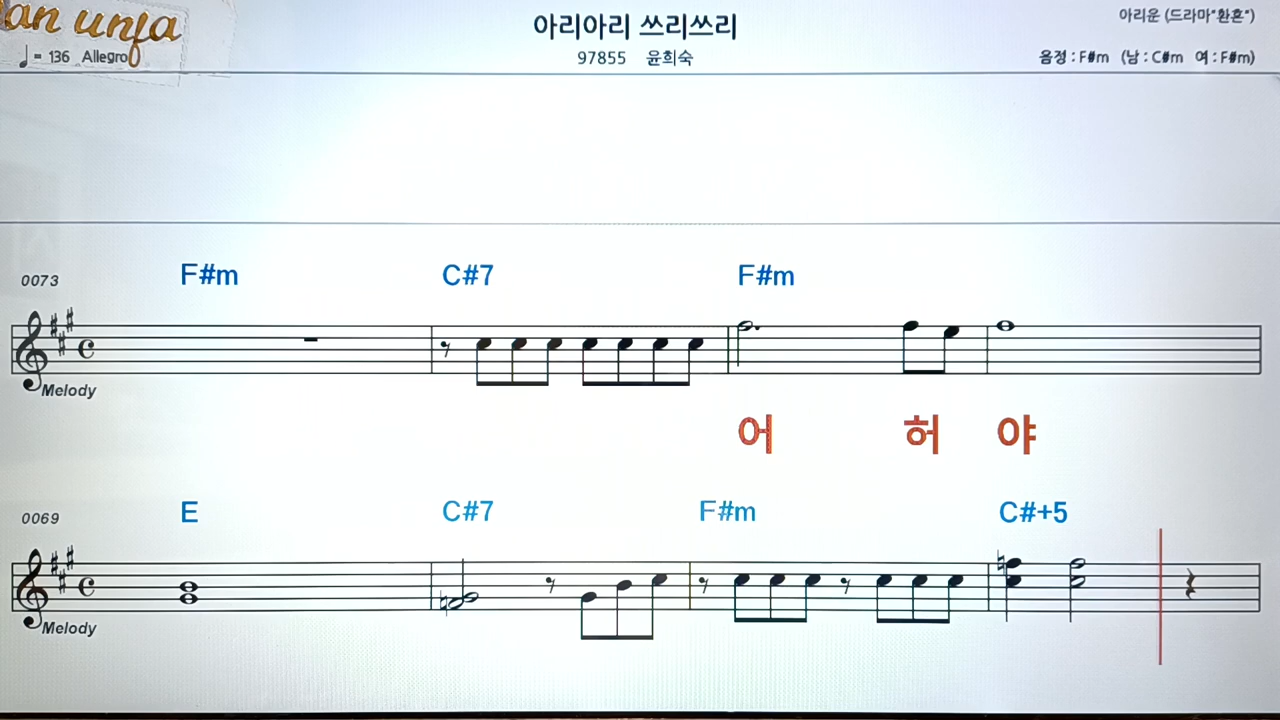 an unja
아리아리 쓰리쓰리
아리운 (드라마"환혼")
♩ = 136 Allegro
97855 윤희숙
음정 : F#m (남 : C#m 여 : F#m)
0073 F#m C#7 F#m
Melody
어 허 야
0069 E C#7 F#m C#+5
Melody